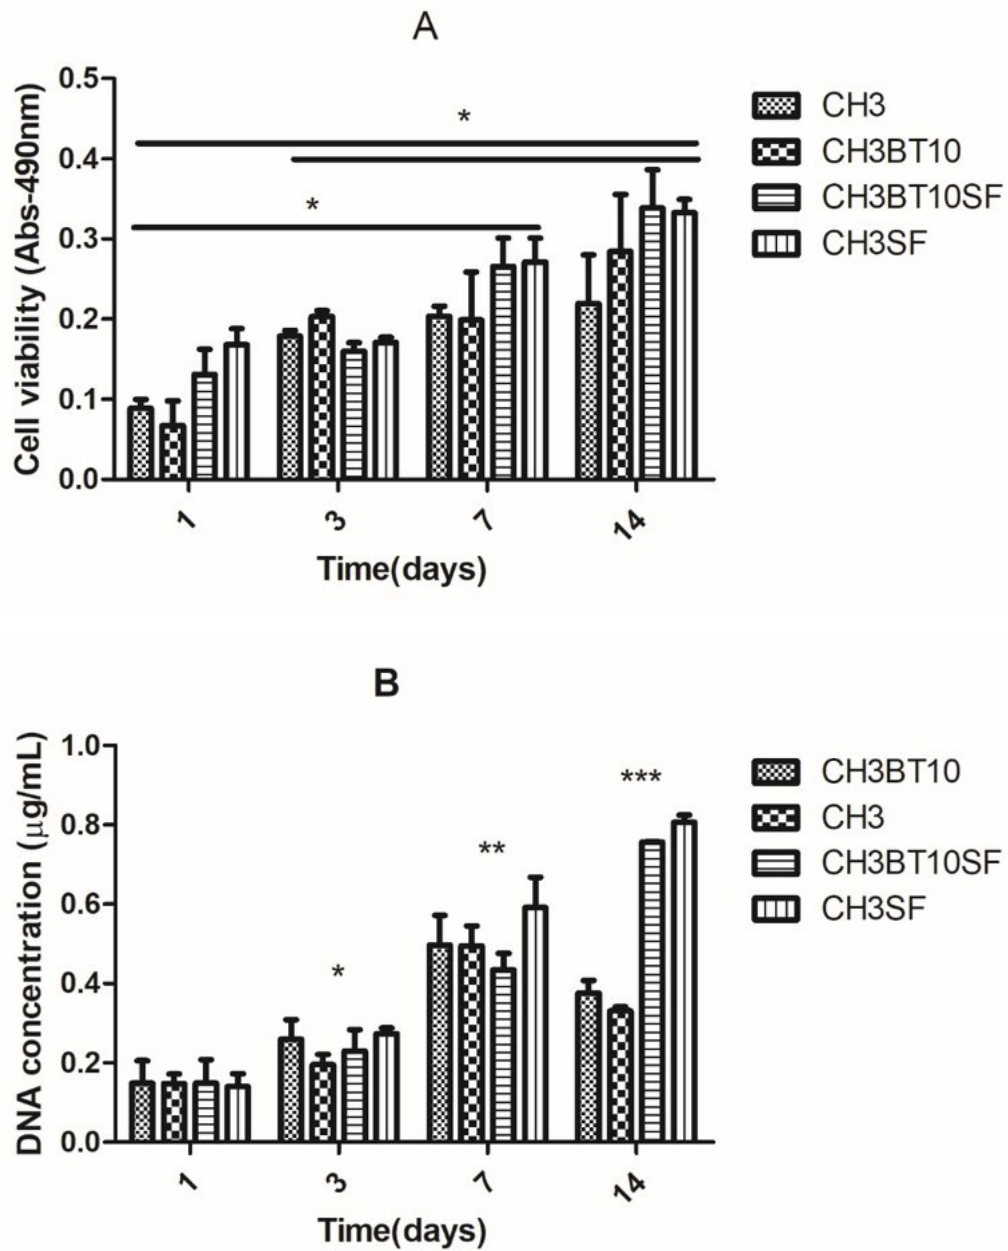 A
Cell viability (Abs-490nm)
0.5
0.4
0.3
0.2
0.1
0.0
*
*
1
3
7
14
Time(days)
CH3
CH3BT10
CH3BT10SF
CH3SF
B
DNA concentration (μg/mL)
1.0
0.8
0.6
0.4
0.2
0.0
*
**
***
1
3
7
14
Time(days)
CH3BT10
CH3
CH3BT10SF
CH3SF